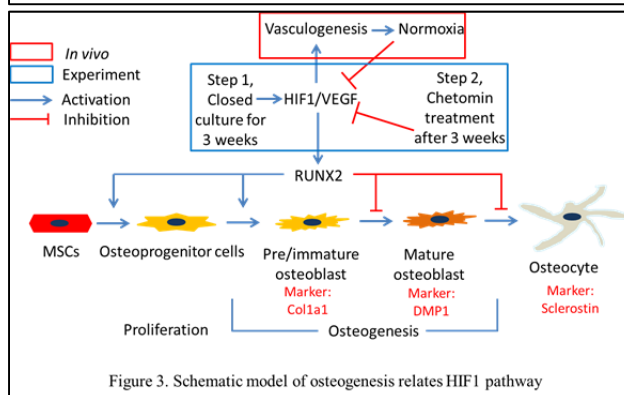 Vasculogenesis
Normoxia
In vivo
Experiment
Activation
Inhibition
Step 1,
Closed
culture for
3 weeks
HIF1/VEGF
Step 2,
Chetomin
treatment
after 3 weeks
RUNX2
MSCs
Osteoprogenitor cells
Pre/immature
osteoblast
Marker:
Col1a1
Mature
osteoblast
Marker:
DMP1
Osteocyte
Marker:
Sclerostin
Proliferation
Osteogenesis
Figure 3. Schematic model of osteogenesis relates HIF1 pathway